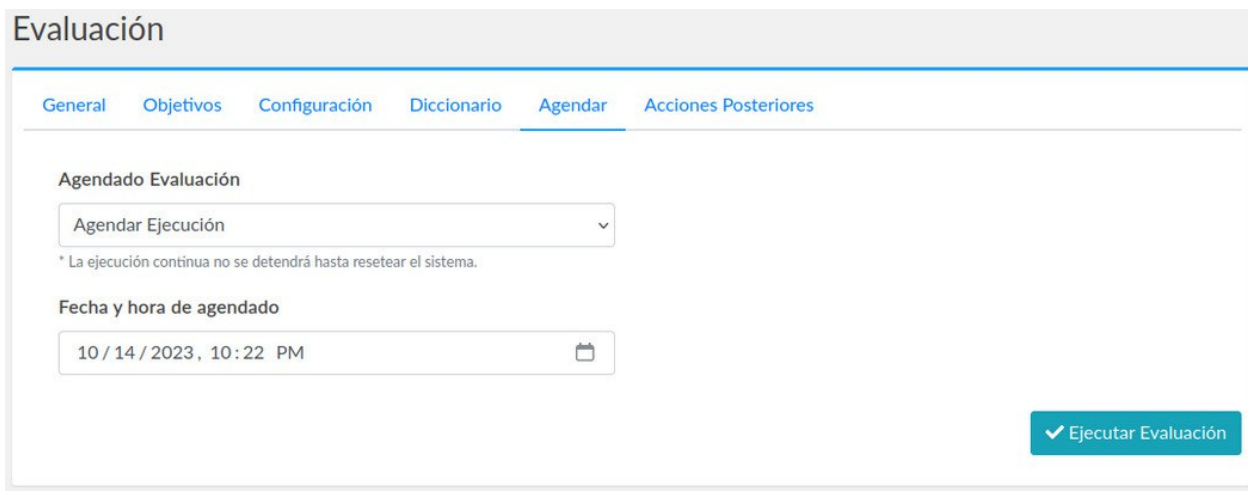 Evaluación
General Objetivos Configuración Diccionario Agendar Acciones Posteriores
Agendado Evaluación
Agendar Ejecución
* La ejecución continua no se detendrá hasta resetear el sistema.
Fecha y hora de agendado
10/14/2023, 10:22 PM
Ejecutar Evaluación